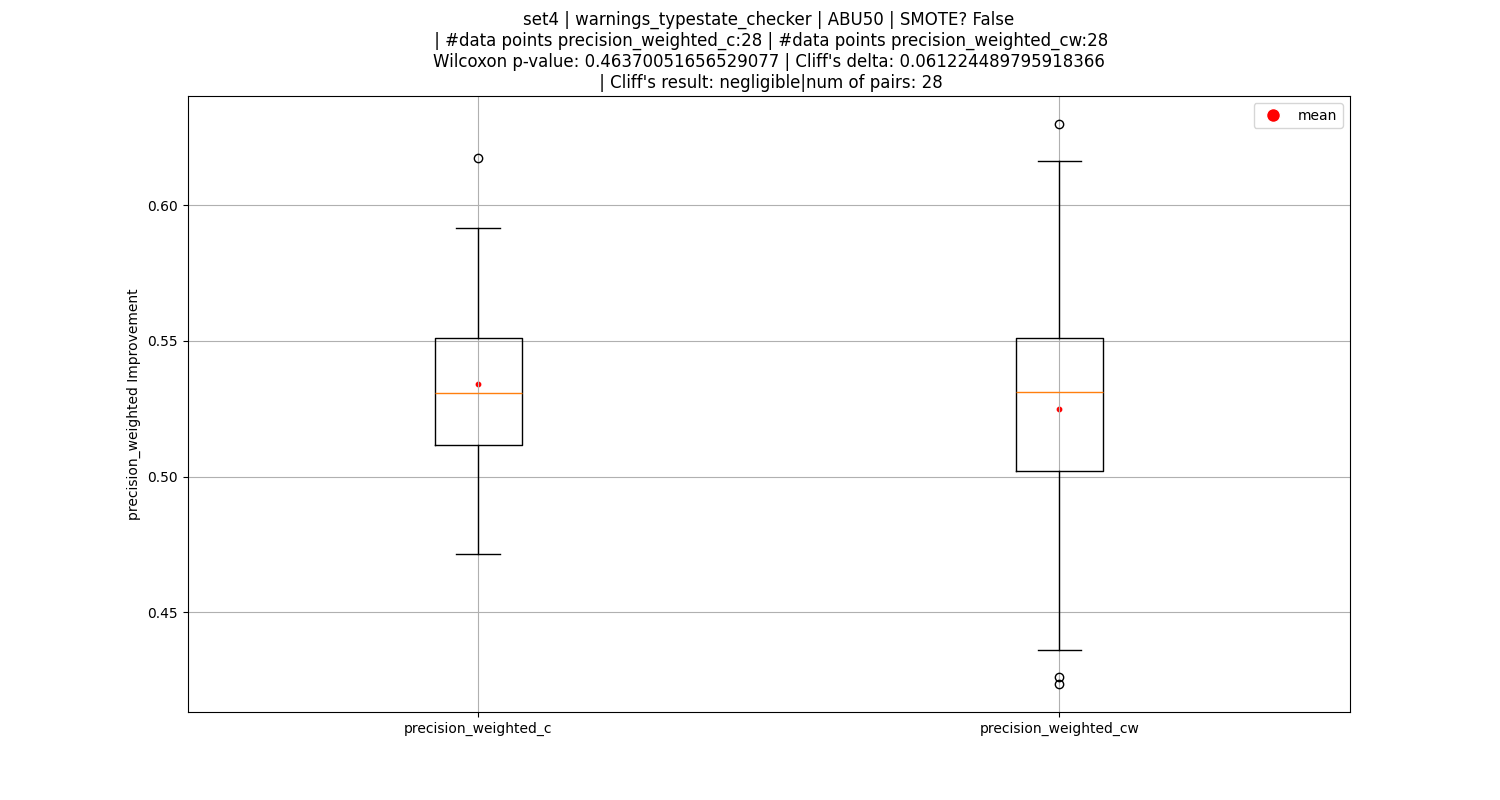 set4 | warnings_typestate_checker | ABU50 | SMOTE? False
| #data points precision_weighted_c:28 | #data points precision_weighted_cw:28
Wilcoxon p-value: 0.46370051656529077 | Cliff's delta: 0.061224489795918366
| Cliff's result: negligible|num of pairs: 28
mean
0.60
0.55
0.50
0.45
precision_weighted Improvement
precision_weighted_c
precision_weighted_cw